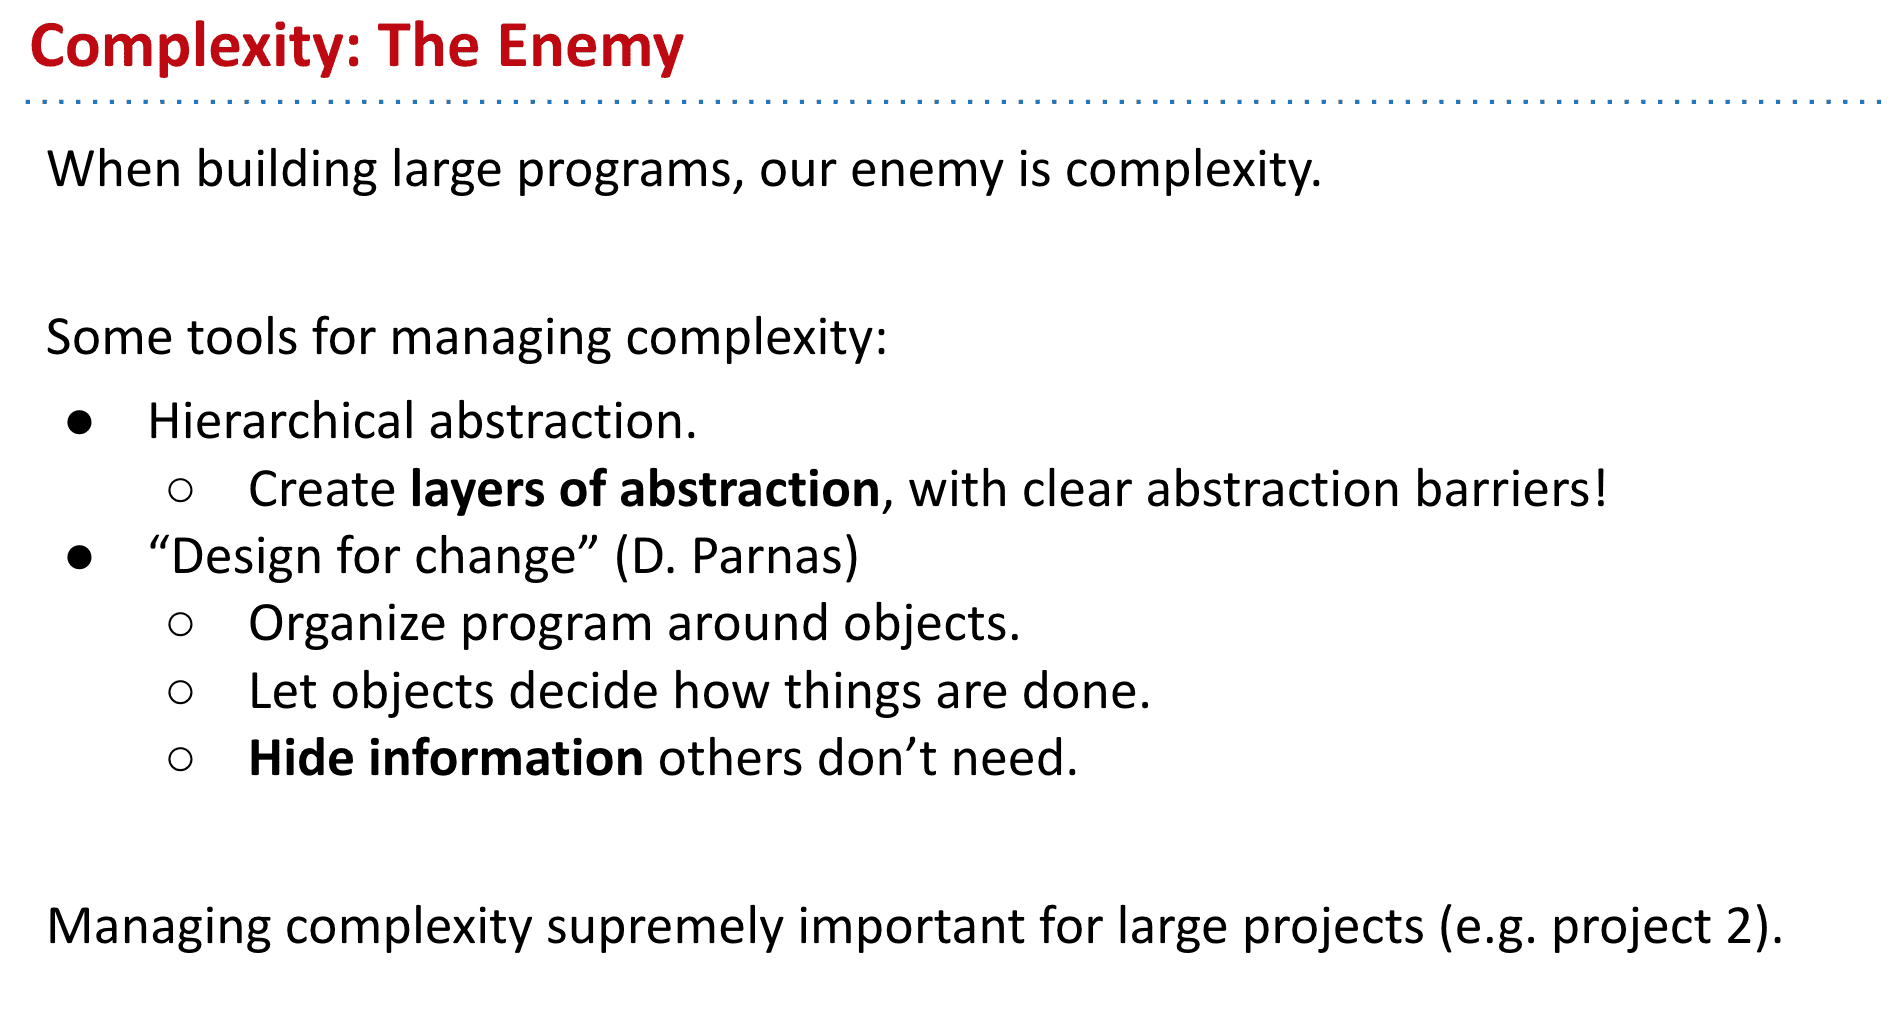 Complexity: The Enemy
When building large programs, our enemy is complexity.
Some tools for managing complexity:
● Hierarchical abstraction.
○ Create layers of abstraction, with clear abstraction barriers!
● “Design for change” (D. Parnas)
○ Organize program around objects.
○ Let objects decide how things are done.
○ Hide information others don’t need.
Managing complexity supremely important for large projects (e.g. project 2).